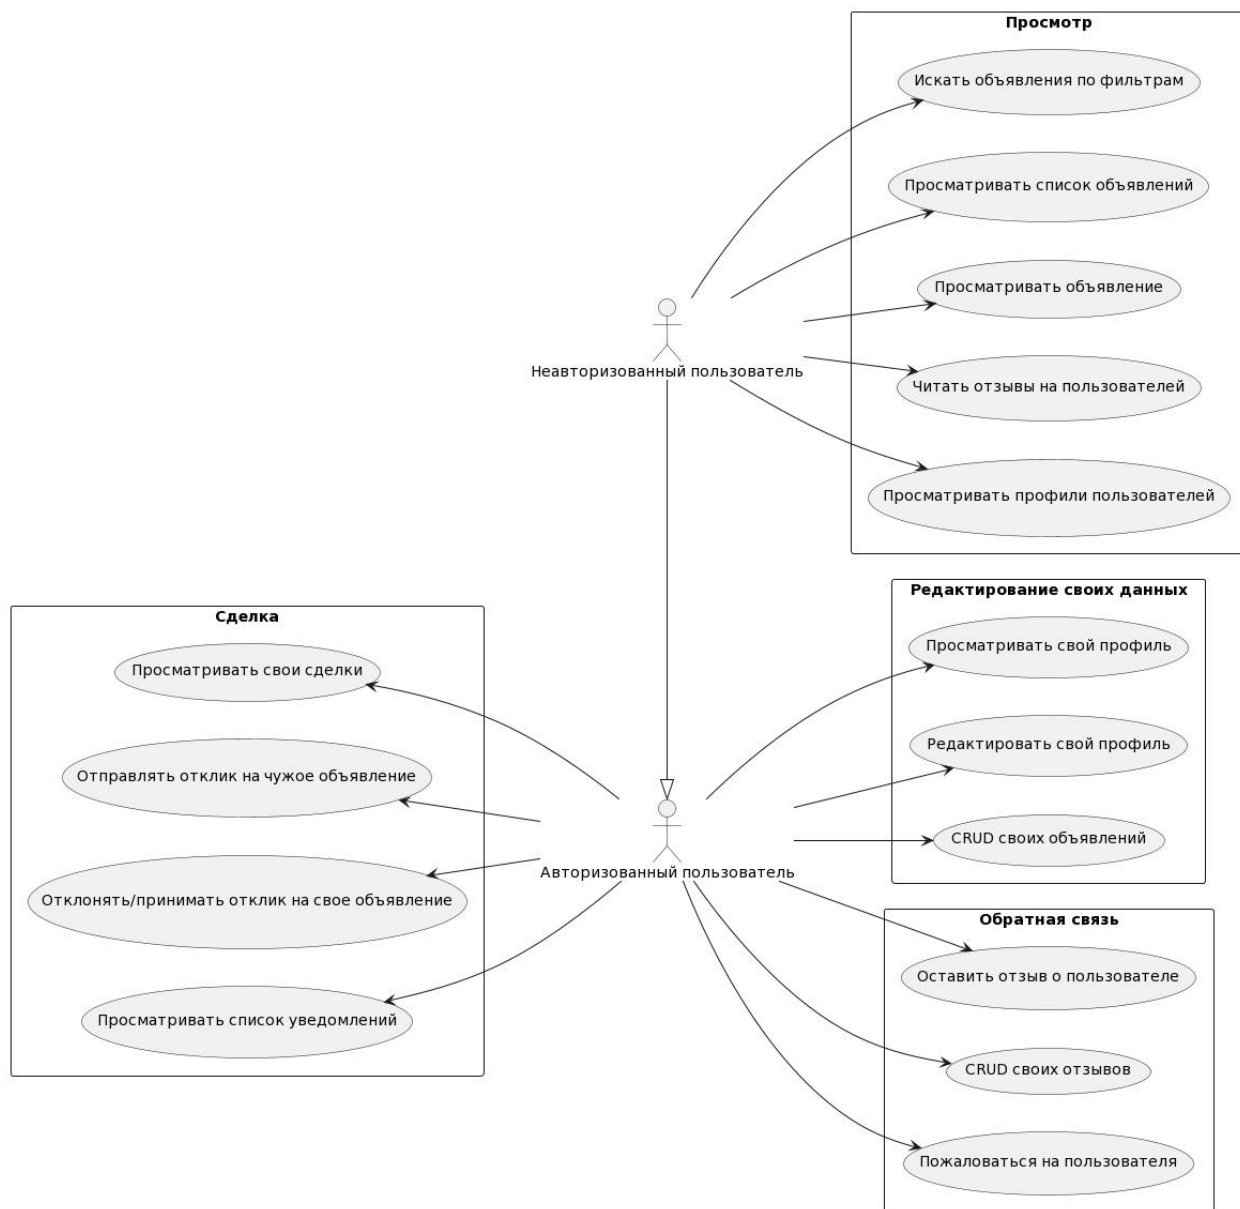 Просмотр
Искать объявления по фильтрам
Просматривать список объявлений
Просматривать объявление
Неавторизованный пользователь
Читать отзывы на пользователей
Просматривать профили пользователей
Редактирование своих данных
Просматривать свой профиль
Редактировать свой профиль
CRUD своих объявлений
Сделка
Просматривать свои сделки
Отправлять отклик на чужое объявление
Отклонять/принимать отклик на свое объявление
Просматривать список уведомлений
Авторизованный пользователь
Обратная связь
Оставить отзыв о пользователе
CRUD своих отзывов
Пожаловаться на пользователя